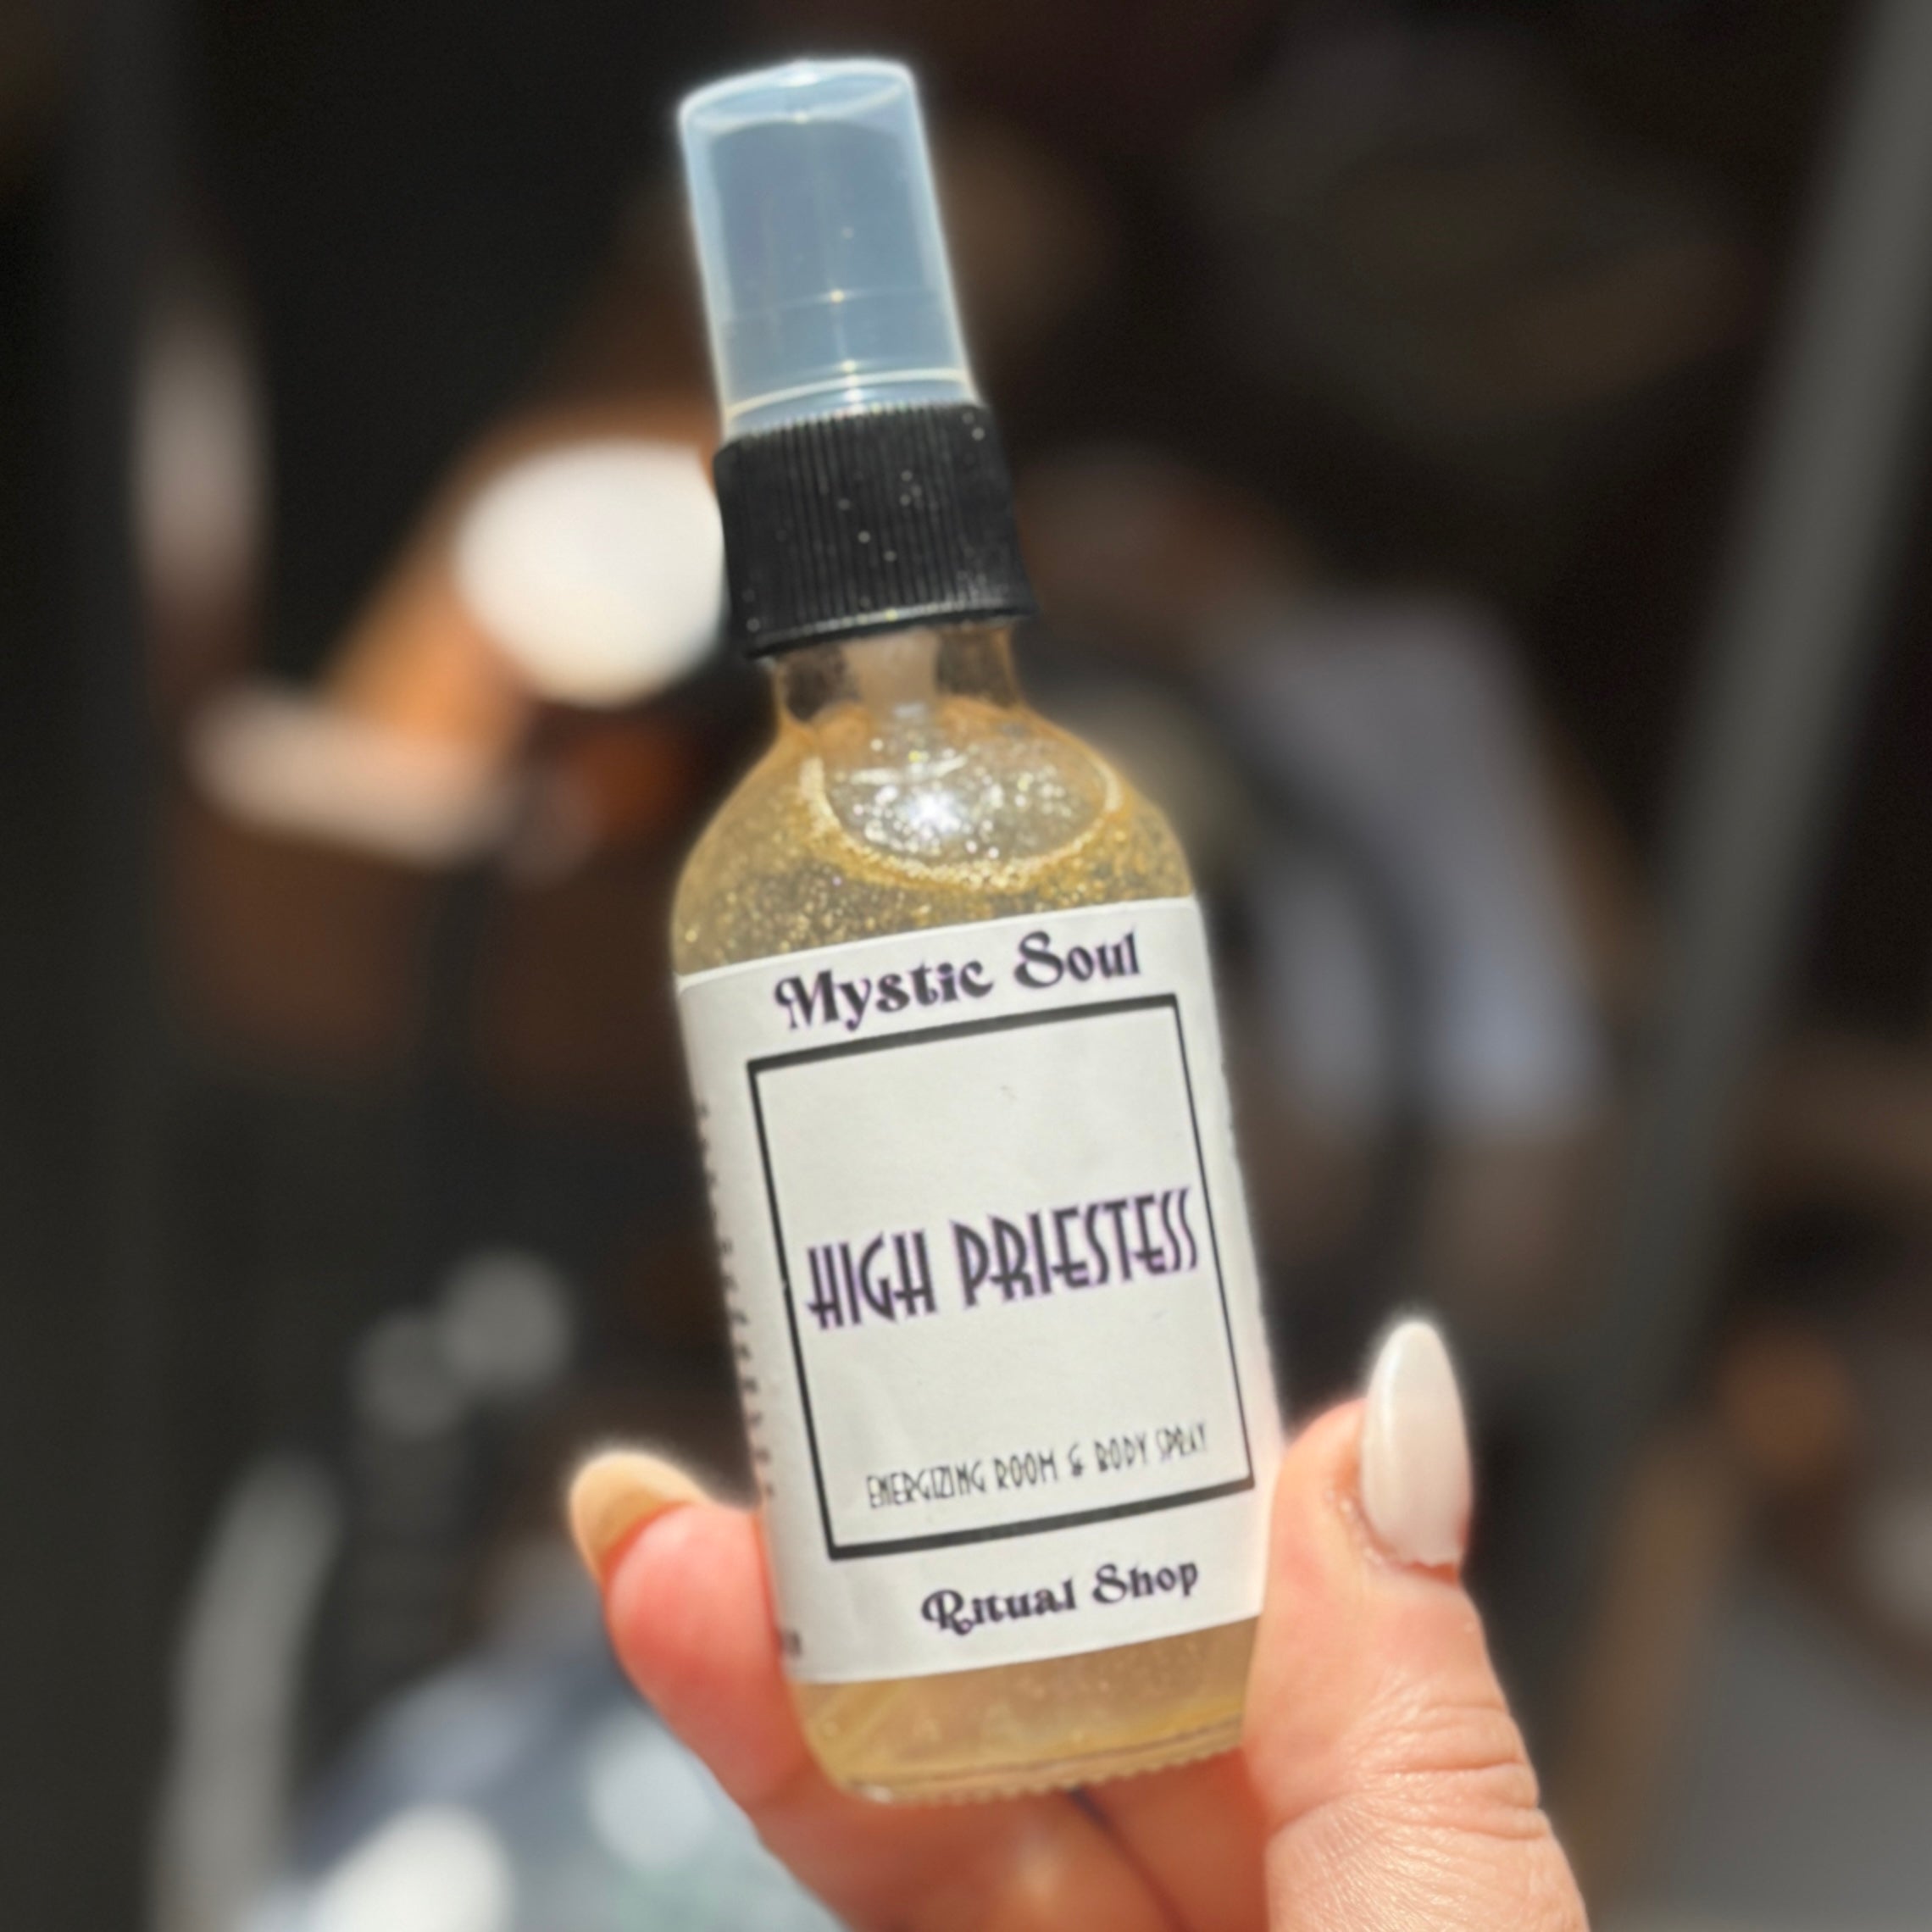 Mystic Soul
HIGH PRIESTESS
ENERGIZING ROOM & BODY SPRAY
Ritual Shop